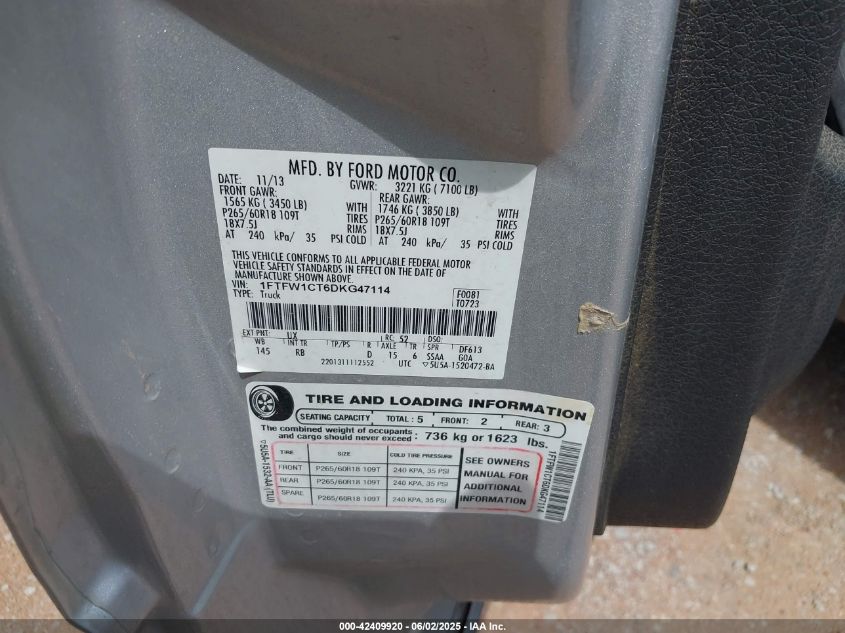 MFD. BY FORD MOTOR CO.
DATE: 11/13 GVWR: 3221 KG ( 7100 LB)
FRONT GAWR: REAR GAWR:
1565 KG ( 3450 LB) WITH 1746 KG ( 3850 LB) WITH
P265/60R18 109T TIRES P265/60R18 109T TIRES
18X7.5J RIMS 18X7.5J RIMS
AT 240 kPa/ 35 PSI COLD AT 240 kPa/ 35 PSI COLD
THIS VEHICLE CONFORMS TO ALL APPLICABLE FEDERAL MOTOR
VEHICLE SAFETY STANDARDS IN EFFECT ON THE DATE OF
MANUFACTURE SHOWN ABOVE.
VIN: 1FTFW1CT6DKG47114 F0081
TYPE: Truck T0723
EXT PNT: UX RC: 52 DSO:
WB INT TR TP/PS R AXLE TR SPR DF613
145 RB D 15 6 SSAA G0A
2201311112552 UTC ▽5U5A-1520472-BA
TIRE AND LOADING INFORMATION
SEATING CAPACITY TOTAL : 5 FRONT: 2 REAR: 3
The combined weight of occupants
and cargo should never exceed : 736 kg or 1623 lbs.
TIRE SIZE COLD TIRE PRESSURE SEE OWNERS MANUAL FOR ADDITIONAL INFORMATION
FRONT P265/60R18 109T 240 KPA, 35 PSI
REAR P265/60R18 109T 240 KPA, 35 PSI
SPARE P265/60R18 109T 240 KPA, 35 PSI
▽5U5A-1532-AA (TLU)
1FTFW1CT6DKG47114
000-42409920 - 06/02/2025 - IAA Inc.